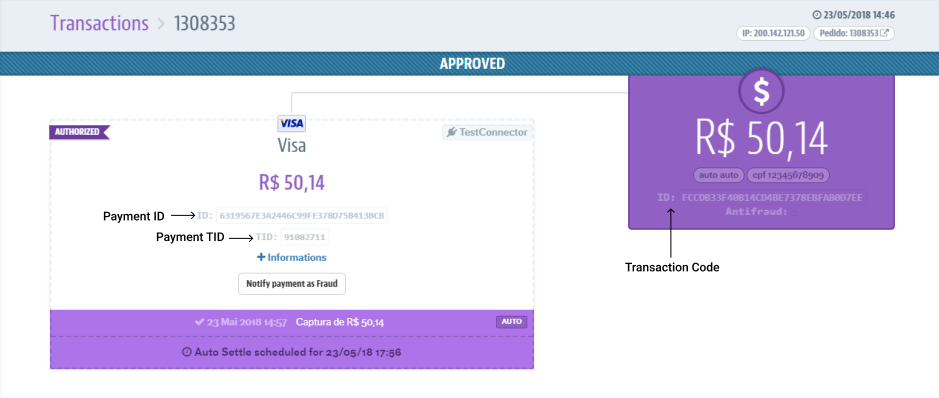 Transactions > 1308353
23/05/2018 14:46
IP: 200.142.121.50 Pedido: 1308353
APPROVED
AUTHORIZED
VISA
TestConnector
Visa
R$ 50,14
Payment ID ID: 6319567E3A2446C99FE378D75B413BCB
Payment TID TID: 91082711
+ Informations
Notify payment as Fraud
23 Mai 2018 14:57 Captura de R$ 50,14 AUTO
Auto Settle scheduled for 23/05/18 17:56
$
R$ 50,14
auto auto cpf 12345678909
ID: FCCDB33F40B14CD4BE7378EBFAB0D7EE
Antifraud:
Transaction Code